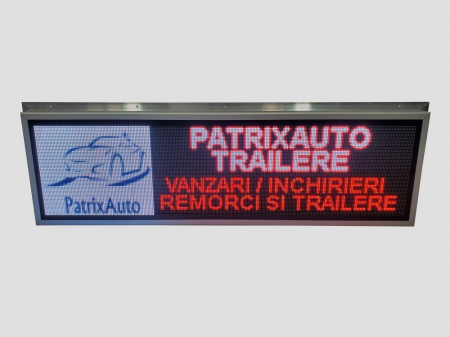 PATRIXAUTO
TRAILERE
VANZARI / INCHIRIERI
REMORCI SI TRAILERE
PatrixAuto